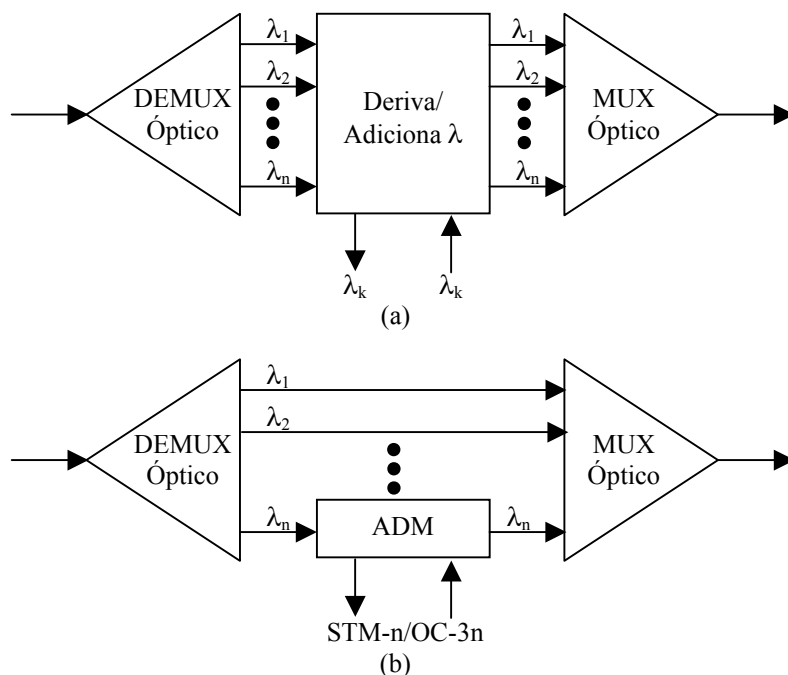 λ₁ λ₁
λ₂ λ₂
DEMUX Óptico
Deriva/ Adiciona λ
MUX Óptico
λₙ λₙ
λₖ λₖ
(a)
λ₁
λ₂
DEMUX Óptico
MUX Óptico
λₙ ADM λₙ
STM-n/OC-3n
(b)